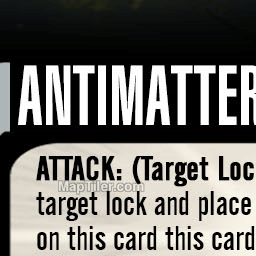 ANTIMATTER
ATTACK: (Target Loc
target lock and place
MapTiler.com
on this card this card